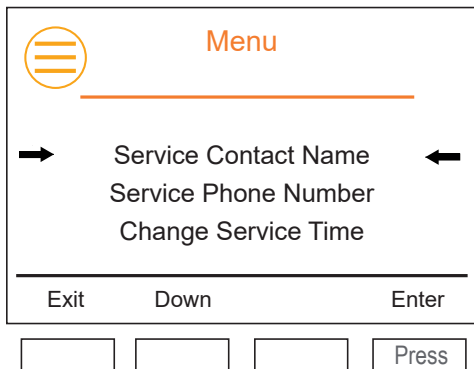 Menu
Service Contact Name
Service Phone Number
Change Service Time
Exit Down Enter
Press